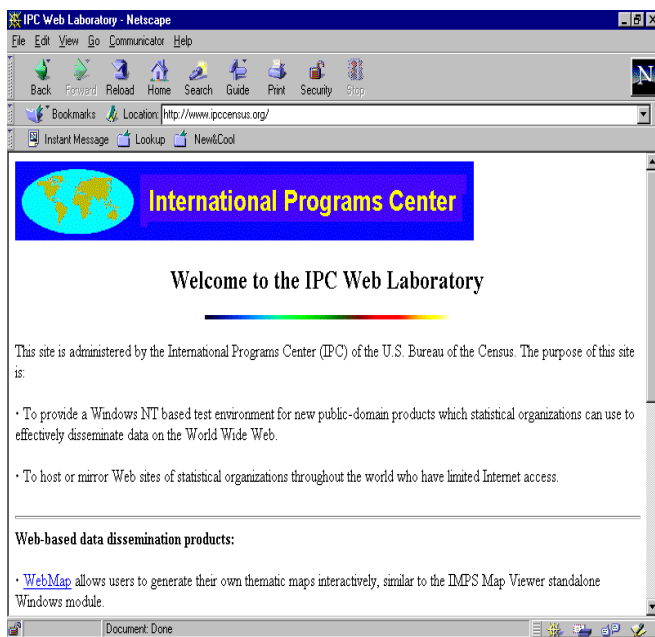 IPC Web Laboratory - Netscape
File Edit View Go Communicator Help
Back Forward Reload Home Search Guide Print Security Stop
N
Bookmarks Location: http://www.ipccensus.org/
Instant Message Lookup New&Cool
International Programs Center
Welcome to the IPC Web Laboratory
This site is administered by the International Programs Center (IPC) of the U.S. Bureau of the Census. The purpose of this site
is:
· To provide a Windows NT based test environment for new public-domain products which statistical organizations can use to
effectively disseminate data on the World Wide Web.
· To host or mirror Web sites of statistical organizations throughout the world who have limited Internet access.
Web-based data dissemination products:
· WebMap allows users to generate their own thematic maps interactively, similar to the IMPS Map Viewer standalone
Windows module.
Document: Done